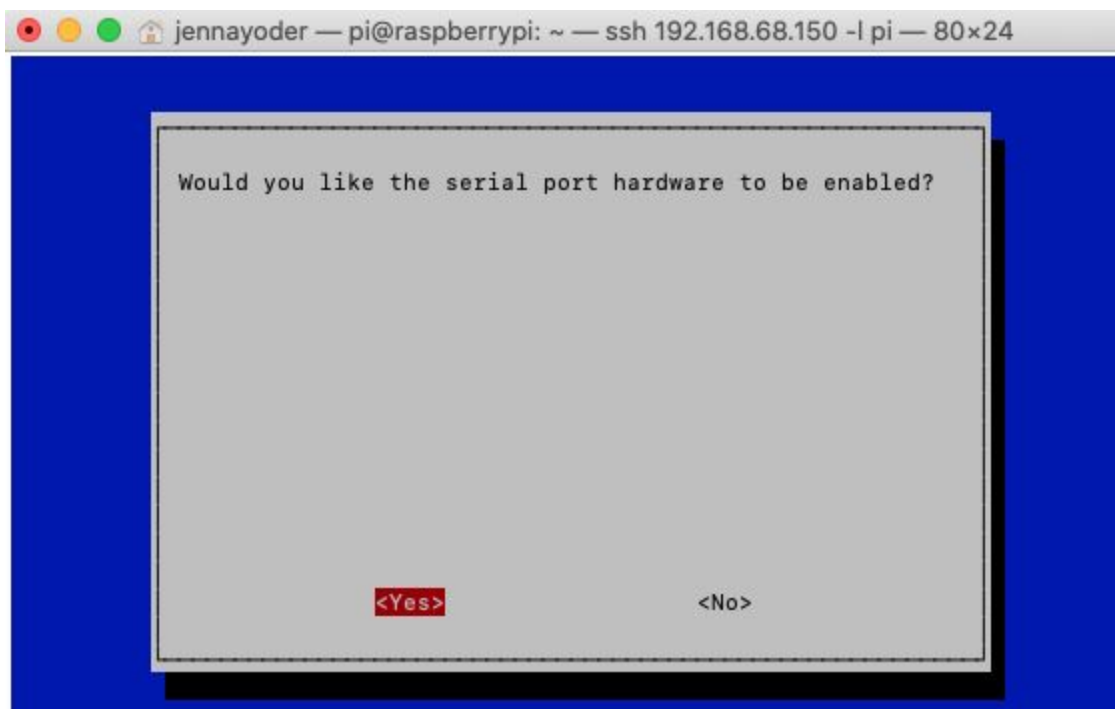 jennayoder — pi@raspberrypi: ~ — ssh 192.168.68.150 -l pi — 80×24
Would you like the serial port hardware to be enabled?
<Yes> <No>